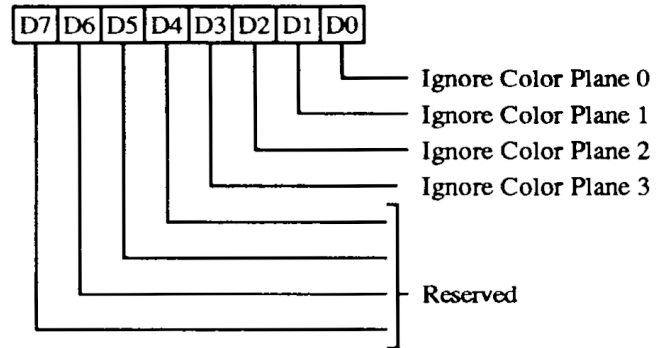 D7 D6 D5 D4 D3 D2 D1 D0
Ignore Color Plane 0
Ignore Color Plane 1
Ignore Color Plane 2
Ignore Color Plane 3
Reserved